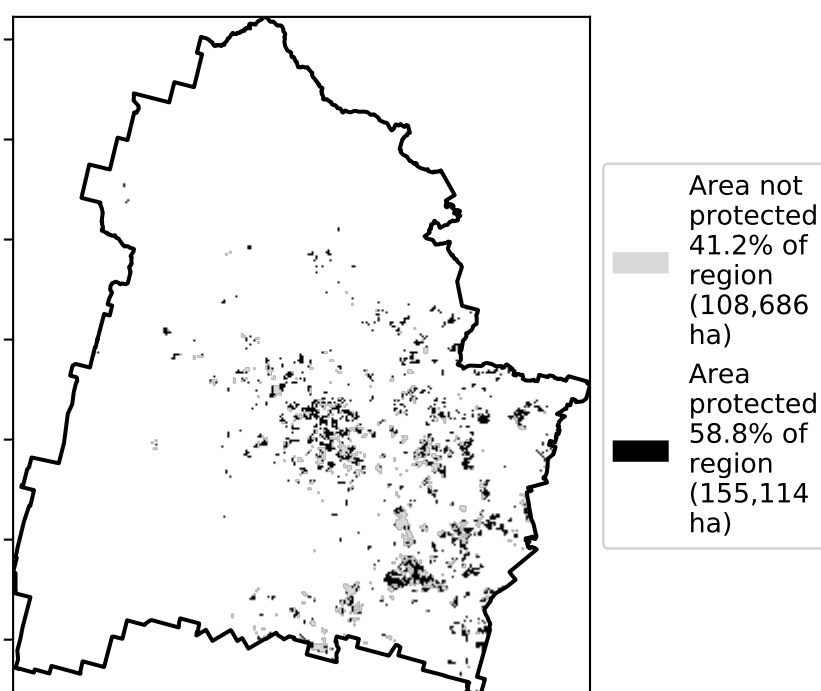 Area not
protected
41.2% of
region
(108,686
ha)
Area
protected
58.8% of
region
(155,114
ha)